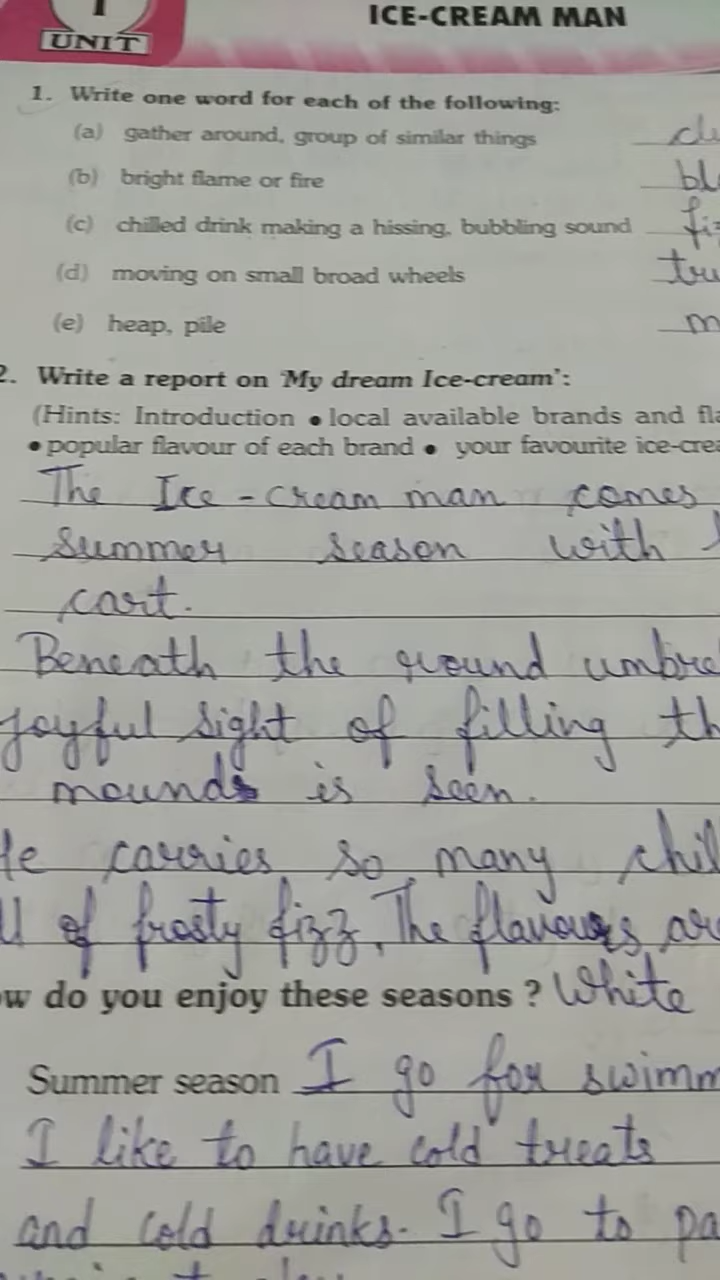 UNIT
ICE-CREAM MAN
1. Write one word for each of the following:
(a) gather around, group of similar things
(b) bright flame or fire
(c) chilled drink making a hissing, bubbling sound
(d) moving on small broad wheels
(e) heap, pile
2. Write a report on 'My dream Ice-cream':
(Hints: Introduction • local available brands and
• popular flavour of each brand • your favourite
The Ice-cream man comes
summer season with
cart.
Beneath the round
joyful sight of filling
mounds is seen.
carries so many
of frosty fizz, The flavours
do you enjoy these seasons ? White
Summer season I go for
I like to have cold treats
and cold drinks. I go to